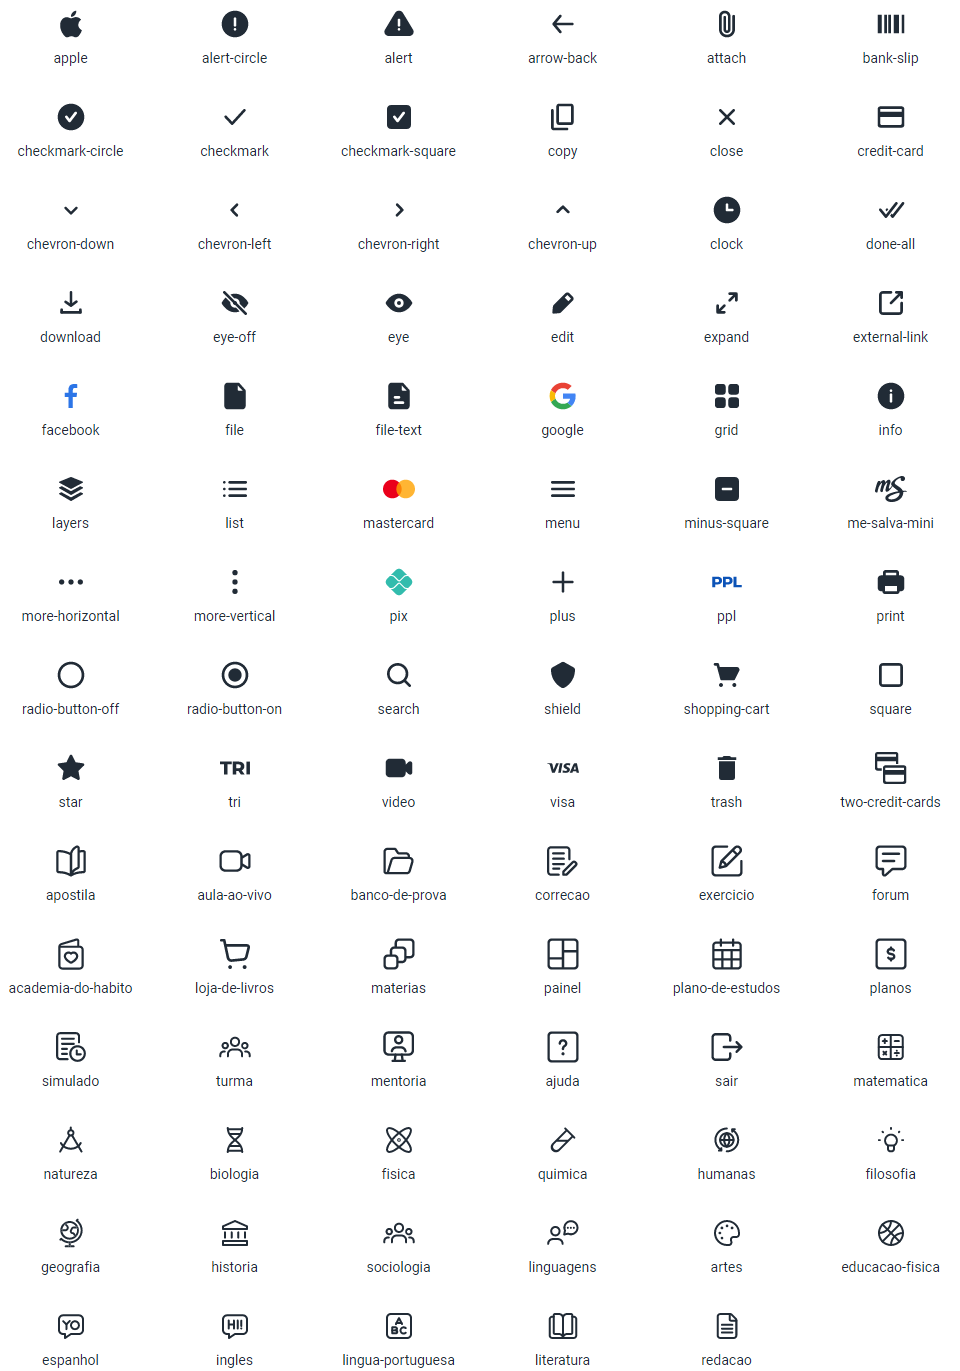 apple alert-circle alert arrow-back attach bank-slip
checkmark-circle checkmark checkmark-square copy close credit-card
chevron-down chevron-left chevron-right chevron-up clock done-all
download eye-off eye edit expand external-link
facebook file file-text google grid info
mS
layers list mastercard menu minus-square me-salva-mini
PPL
more-horizontal more-vertical pix plus ppl print
radio-button-off radio-button-on search shield shopping-cart square
TRI VISA
star tri video visa trash two-credit-cards
apostila aula-ao-vivo banco-de-prova correcao exercicio forum
$
academia-do-habito loja-de-livros materias painel plano-de-estudos planos
?
simulado turma mentoria ajuda sair matematica
natureza biologia fisica quimica humanas filosofia
geografia historia sociologia linguagens artes educacao-fisica
YO HI! A
BC
espanhol ingles lingua-portuguesa literatura redacao